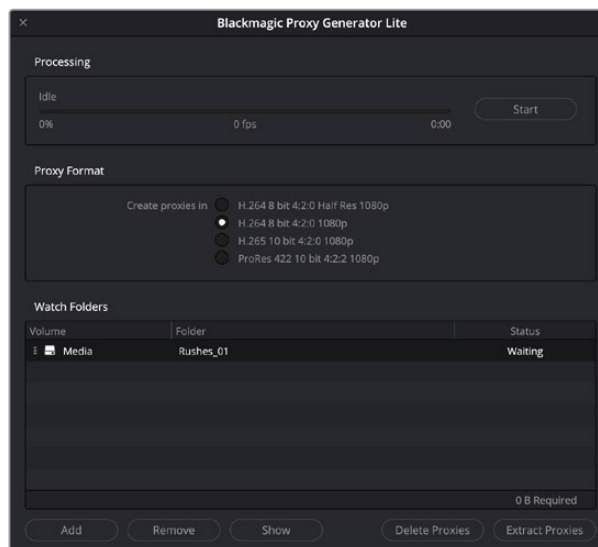 Blackmagic Proxy Generator Lite
Processing
Idle
Start
0% 0 fps 0:00
Proxy Format
Create proxies in H.264 8 bit 4:2:0 Half Res 1080p
H.264 8 bit 4:2:0 1080p
H.265 10 bit 4:2:0 1080p
ProRes 422 10 bit 4:2:2 1080p
Watch Folders
Volume Folder Status
Media Rushes_01 Waiting
0 B Required
Add Remove Show Delete Proxies Extract Proxies